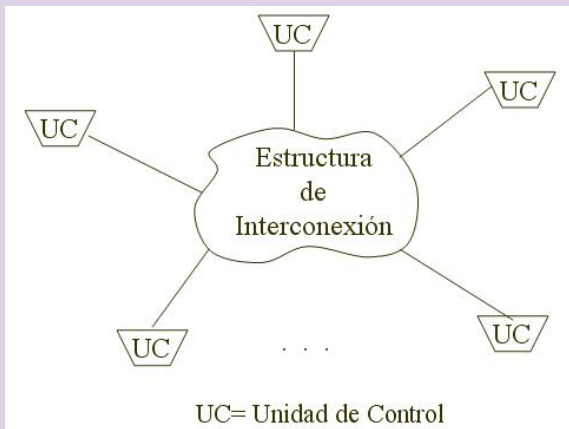 UC
UC
UC
Estructura
de
Interconexión
UC
. . .
UC
UC= Unidad de Control